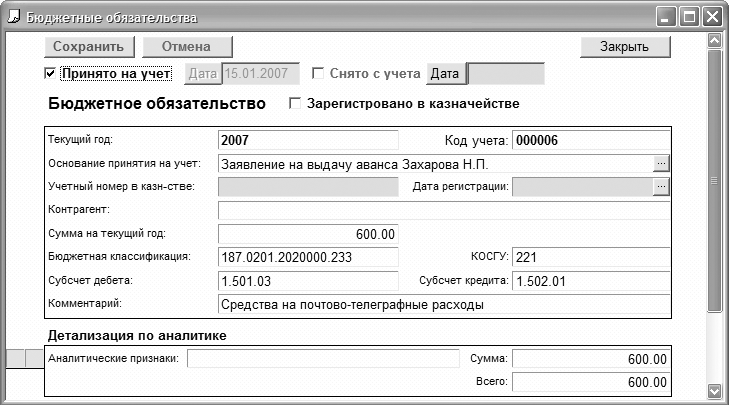 Бюджетные обязательства
Сохранить Отмена Закрыть
Принято на учет Дата 15.01.2007 Снято с учета Дата
Бюджетное обязательство Зарегистровано в казначействе
Текущий год: 2007 Код учета: 000006
Основание принятия на учет: Заявление на выдачу аванса Захарова Н.П. ...
Учетный номер в казн-стве: Дата регистрации: ...
Контрагент:
Сумма на текущий год: 600.00
Бюджетная классификация: 187.0201.2020000.233 КОСГУ: 221
Субсчет дебета: 1.501.03 Субсчет кредита: 1.502.01
Комментарий: Средства на почтово-телеграфные расходы
Детализация по аналитике
Аналитические признаки: Сумма: 600.00
Всего: 600.00